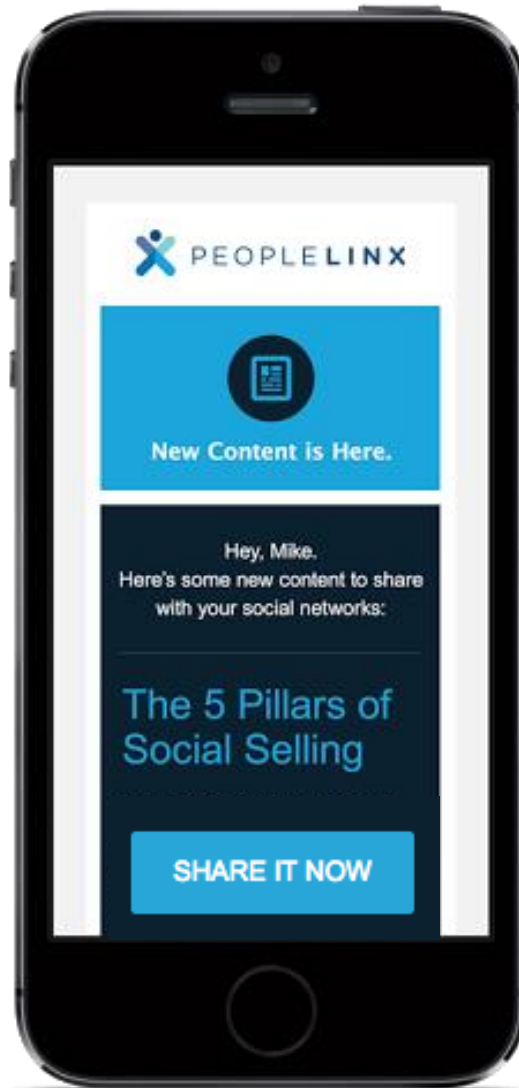 PEOPLELINX
New Content is Here.
Hey, Mike.
Here's some new content to share
with your social networks:
The 5 Pillars of
Social Selling
SHARE IT NOW